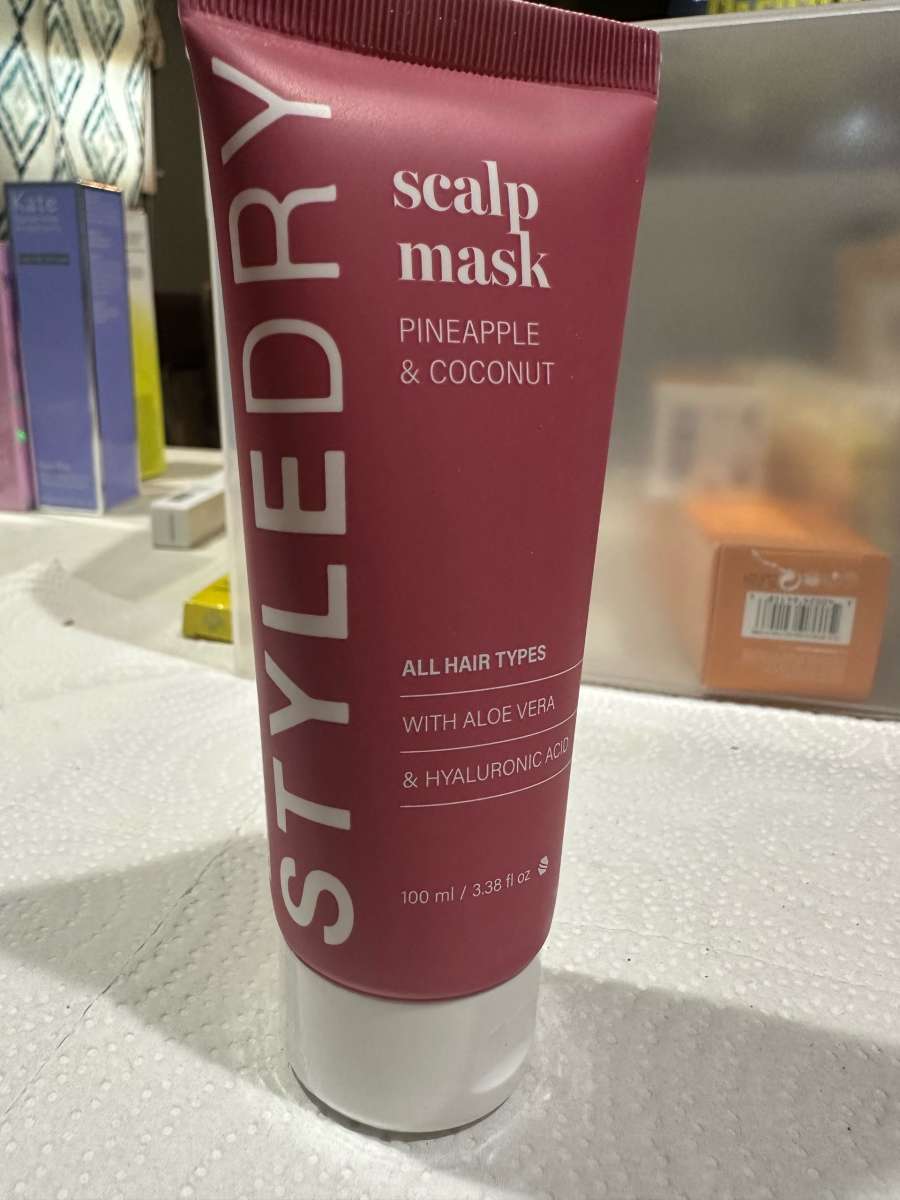 STYLEDRY
scalp
mask
PINEAPPLE
& COCONUT
ALL HAIR TYPES
WITH ALOE VERA
& HYALURONIC ACID
100 ml / 3.38 fl oz
Kate